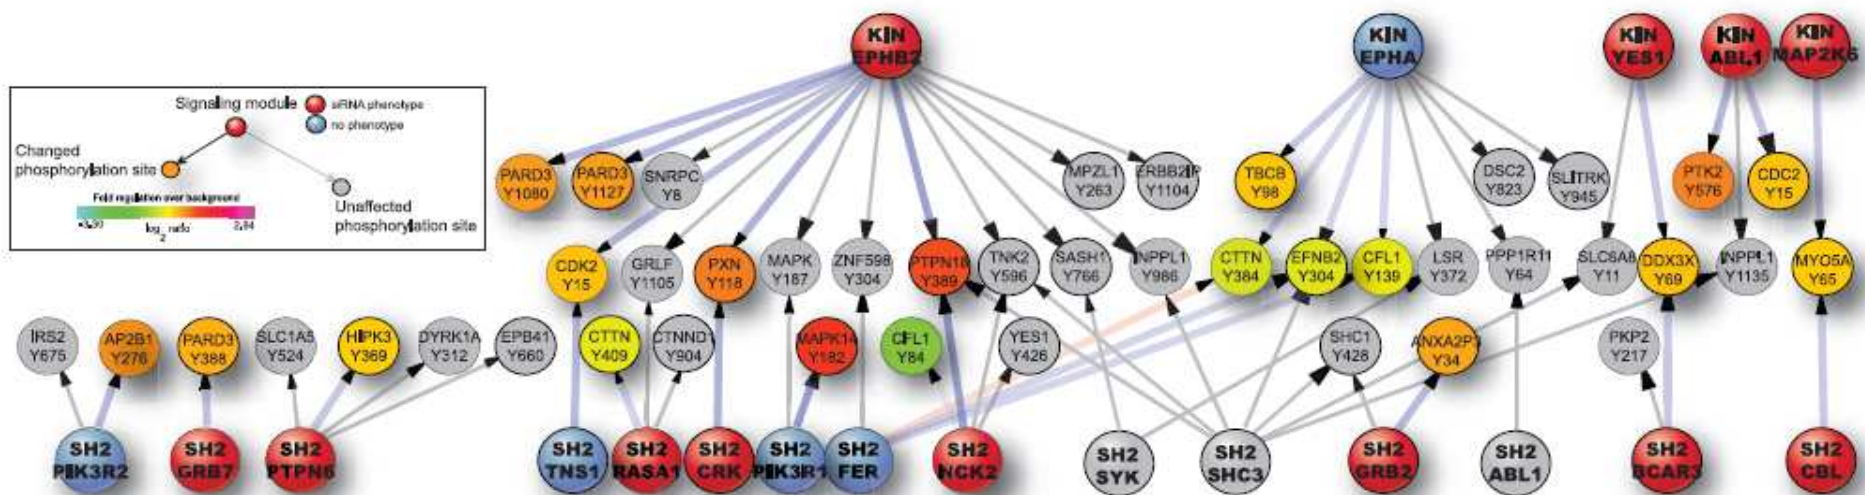 KIN
EPHB2
KIN
EPHA
KIN
YES1
KIN
ABL1
KIN
MAP2K6
Signaling module
siRNA phenotype
no phenotype
Changed
phosphorylation site
Fold regulation over background
log2 ratio
2.84
Unaffected
phosphorylation site
PARD3
Y1080
PARD3
Y1127
SNRPC
Y8
MPZL1
Y263
ERBB2IP
Y1104
TBCB
Y98
DSC2
Y823
SLITRK
Y945
PTK2
Y576
CDC2
Y15
CDK2
Y15
GRLF
Y1105
PXN
Y118
MAPK
Y187
ZNF598
Y304
PTPN18
Y389
TNK2
Y596
SASH1
Y766
INPPL1
Y986
CTTN
Y384
EFNB2
Y304
CFL1
Y139
LSR
Y372
PPP1R11
Y64
SLC6A8
Y11
DDX3X
Y69
INPPL1
Y1135
MYO5A
Y65
IRS2
Y675
AP2B1
Y276
PARD3
Y388
SLC1A5
Y524
HIPK3
Y369
DYRK1A
Y312
EPB41
Y660
CTTN
Y409
CTNND1
Y904
MAPK14
Y182
CFL1
Y84
YES1
Y426
SHC1
Y428
ANXA2P3
Y34
PKP2
Y217
SH2
PIK3R2
SH2
GRB7
SH2
PTPN6
SH2
TNS1
SH2
RASA1
SH2
CRK
SH2
PIK3R1
SH2
FER
SH2
NCK2
SH2
SYK
SH2
SHC3
SH2
GRB2
SH2
ABL1
SH2
BCAR3
SH2
CBL